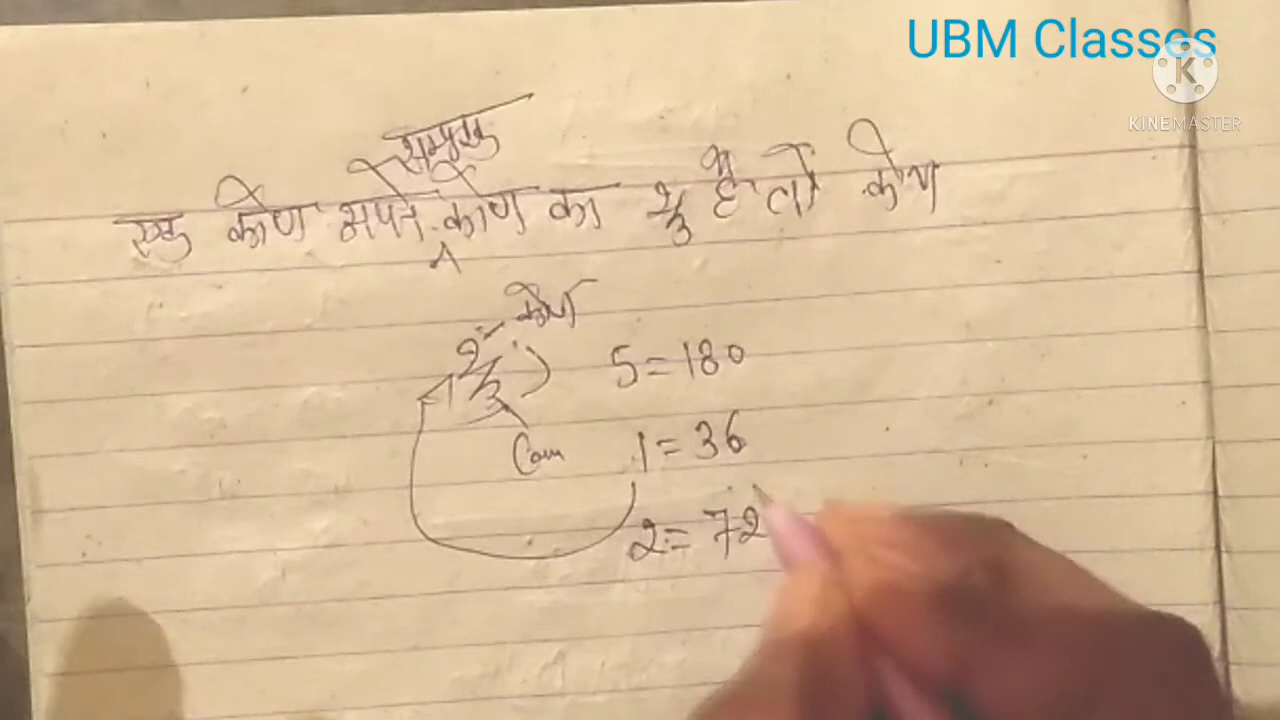 UBM Classes
K
KINEMASTER
सम्पुरक
एक कोण अपने कोण का 2/3 है तो कोण
कोण
2/3
5=180
Com 1=36
2=72